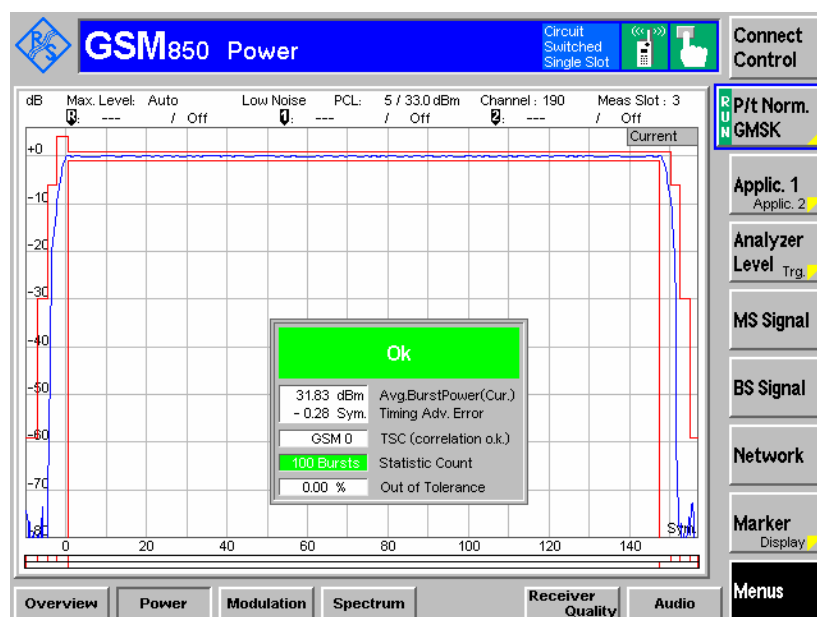 R&S
GSM850 Power
Circuit
Switched
Single Slot
Connect
Control
dB Max. Level: Auto Low Noise PCL: 5 / 33.0 dBm Channel : 190 Meas Slot : 3
R: --- / Off 1: --- / Off 2: --- / Off
RUN
P/t Norm.
GMSK
Current
+0
-10
-20
-30
-40
-50
-60
-70
-80
Ok
31.83 dBm Avg.BurstPower(Cur.)
- 0.28 Sym. Timing Adv. Error
GSM 0 TSC (correlation o.k.)
100 Bursts Statistic Count
0.00 % Out of Tolerance
Sym.
0 20 40 60 80 100 120 140
Applic. 1
Applic. 2
Analyzer
Level Trg.
MS Signal
BS Signal
Network
Marker
Display
Menus
Overview Power Modulation Spectrum Receiver Quality Audio